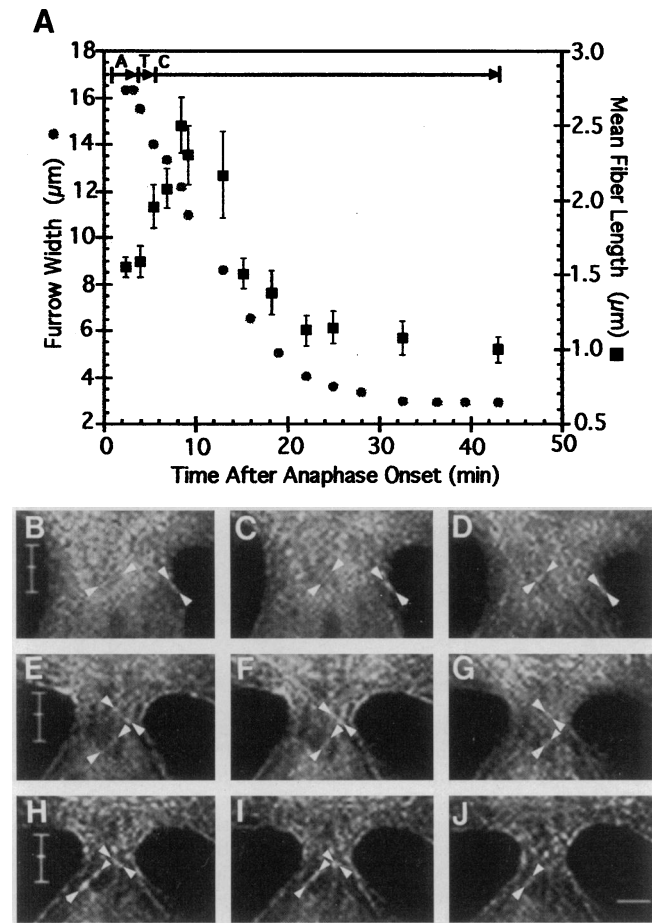 A
A T C
18
16
14
12
10
8
6
4
2
3.0
2.5
2.0
1.5
1.0
0.5
0 10 20 30 40 50
Furrow Width (μm)
Mean Fiber Length (μm)
Time After Anaphase Onset (min)
B C D
E F G
H I J